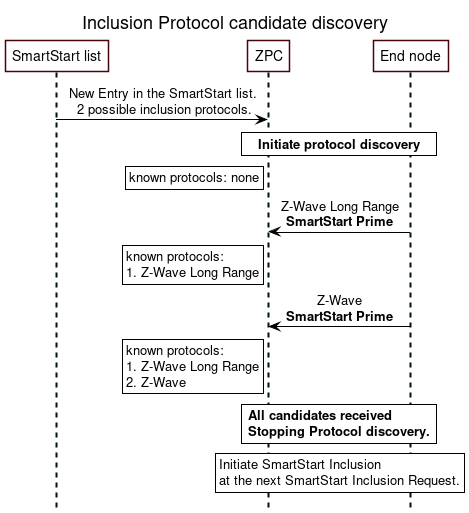 Inclusion Protocol candidate discovery
SmartStart list
ZPC
End node
New Entry in the SmartStart list.
2 possible inclusion protocols.
Initiate protocol discovery
known protocols: none
Z-Wave Long Range
SmartStart Prime
known protocols:
1. Z-Wave Long Range
Z-Wave
SmartStart Prime
known protocols:
1. Z-Wave Long Range
2. Z-Wave
All candidates received
Stopping Protocol discovery.
Initiate SmartStart Inclusion
at the next SmartStart Inclusion Request.